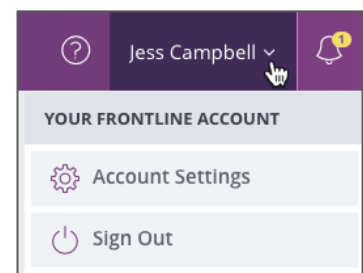 Jess Campbell
1
YOUR FRONTLINE ACCOUNT
Account Settings
Sign Out